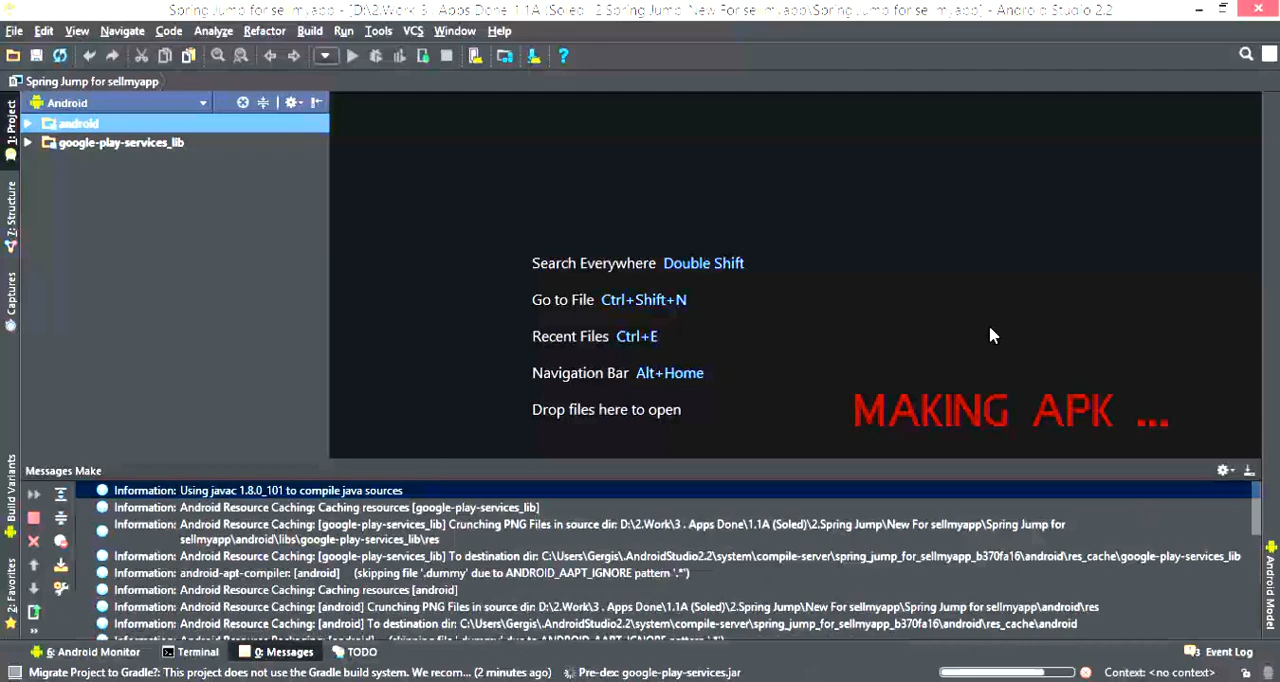 Spring Jump for sellmyapp - [D:\2.Work\3 . Apps Done\1.1A (Soled)\2.Spring Jump\New For sellmyapp\Spring Jump for sellmyapp] - Android Studio 2.2
File Edit View Navigate Code Analyze Refactor Build Run Tools VCS Window Help
Spring Jump for sellmyapp
1: Project
Android
android
google-play-services_lib
7: Structure
Captures
Build Variants
2: Favorites
Search Everywhere Double Shift
Go to File Ctrl+Shift+N
Recent Files Ctrl+E
Navigation Bar Alt+Home
Drop files here to open
MAKING APK ...
Messages Make
Information: Using javac 1.8.0_101 to compile java sources
Information: Android Resource Caching: Caching resources [google-play-services_lib]
Information: Android Resource Caching: [google-play-services_lib] Crunching PNG Files in source dir: D:\2.Work\3 . Apps Done\1.1A (Soled)\2.Spring Jump\New For sellmyapp\Spring Jump for
sellmyapp\android\libs\google-play-services_lib\res
Information: Android Resource Caching: [google-play-services_lib] To destination dir: C:\Users\Gergis\.AndroidStudio2.2\system\compile-server\spring_jump_for_sellmyapp_b370fa16\android\res_cache\google-play-services_lib
Information: android-apt-compiler: [android] (skipping file '.dummy' due to ANDROID_AAPT_IGNORE pattern '.*')
Information: Android Resource Caching: Caching resources [android]
Information: Android Resource Caching: [android] Crunching PNG Files in source dir: D:\2.Work\3 . Apps Done\1.1A (Soled)\2.Spring Jump\New For sellmyapp\Spring Jump for sellmyapp\android\res
Information: Android Resource Caching: [android] To destination dir: C:\Users\Gergis\.AndroidStudio2.2\system\compile-server\spring_jump_for_sellmyapp_b370fa16\android\res_cache\android
Information: Android Resource Packaging: [android] (skipping file '.dummy' due to ANDROID_AAPT_IGNORE pattern '.*')
Android Model
6: Android Monitor Terminal 0: Messages TODO 3 Event Log
Migrate Project to Gradle?: This project does not use the Gradle build system. We recom... (2 minutes ago) Pre-dec google-play-services.jar Context: <no context>